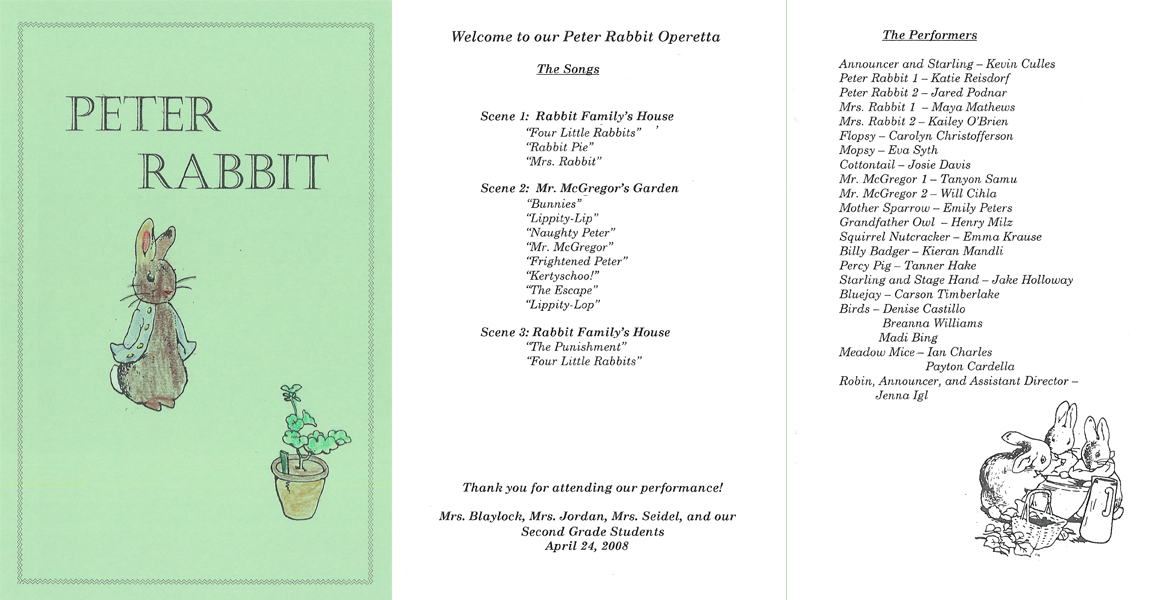 PETER
RABBIT
Welcome to our Peter Rabbit Operetta
The Songs
Scene 1: Rabbit Family's House
"Four Little Rabbits"
"Rabbit Pie"
"Mrs. Rabbit"
Scene 2: Mr. McGregor's Garden
"Bunnies"
"Lippity-Lip"
"Naughty Peter"
"Mr. McGregor"
"Frightened Peter"
"Kertyschoo!"
"The Escape"
"Lippity-Lop"
Scene 3: Rabbit Family's House
"The Punishment"
"Four Little Rabbits"
Thank you for attending our performance!
Mrs. Blaylock, Mrs. Jordan, Mrs. Seidel, and our
Second Grade Students
April 24, 2008
The Performers
Announcer and Starling – Kevin Culles
Peter Rabbit 1 – Katie Reisdorf
Peter Rabbit 2 – Jared Podnar
Mrs. Rabbit 1 – Maya Mathews
Mrs. Rabbit 2 – Kailey O'Brien
Flopsy – Carolyn Christofferson
Mopsy – Eva Syth
Cottontail – Josie Davis
Mr. McGregor 1 – Tanyon Samu
Mr. McGregor 2 – Will Cihla
Mother Sparrow – Emily Peters
Grandfather Owl – Henry Milz
Squirrel Nutcracker – Emma Krause
Billy Badger – Kieran Mandli
Percy Pig – Tanner Hake
Starling and Stage Hand – Jake Holloway
Bluejay – Carson Timberlake
Birds – Denise Castillo
Breanna Williams
Madi Bing
Meadow Mice – Ian Charles
Payton Cardella
Robin, Announcer, and Assistant Director –
Jenna Igl